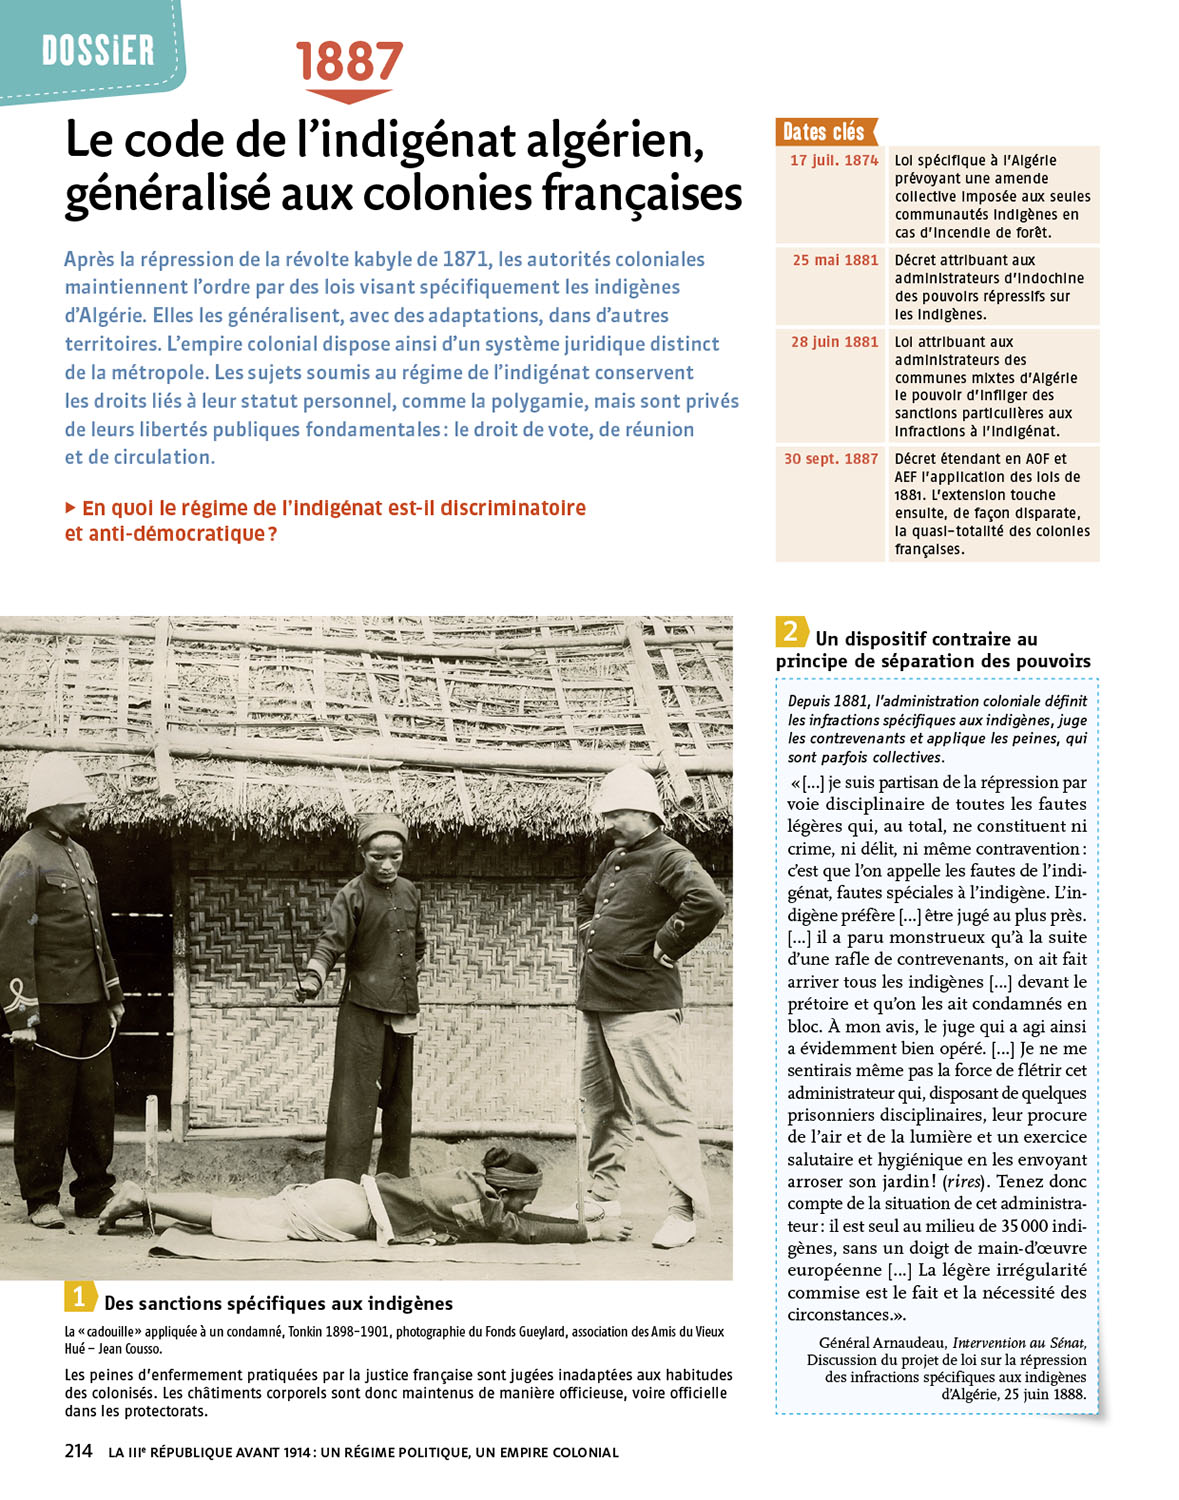 DOSSiER
1887
Le code de l'indigénat algérien,
généralisé aux colonies françaises
Après la répression de la révolte kabyle de 1871, les autorités coloniales
maintiennent l'ordre par des lois visant spécifiquement les indigènes
d'Algérie. Elles les généralisent, avec des adaptations, dans d'autres
territoires. L'empire colonial dispose ainsi d'un système juridique distinct
de la métropole. Les sujets soumis au régime de l'indigénat conservent
les droits liés à leur statut personnel, comme la polygamie, mais sont privés
de leurs libertés publiques fondamentales : le droit de vote, de réunion
et de circulation.
▶ En quoi le régime de l'indigénat est-il discriminatoire
et anti-démocratique ?
Dates clés
17 juil. 1874
Loi spécifique à l'Algérie
prévoyant une amende
collective imposée aux seules
communautés indigènes en
cas d'incendie de forêt.
25 mai 1881
Décret attribuant aux
administrateurs d'Indochine
des pouvoirs répressifs sur
les indigènes.
28 juin 1881
Loi attribuant aux
administrateurs des
communes mixtes d'Algérie
le pouvoir d'infliger des
sanctions particulières aux
infractions à l'indigénat.
30 sept. 1887
Décret étendant en AOF et
AEF l'application des lois de
1881. L'extension touche
ensuite, de façon disparate,
la quasi-totalité des colonies
françaises.
1 Des sanctions spécifiques aux indigènes
La « cadouille » appliquée à un condamné, Tonkin 1898-1901, photographie du Fonds Gueylard, association des Amis du Vieux
Hué – Jean Cousso.
Les peines d'enfermement pratiquées par la justice française sont jugées inadaptées aux habitudes
des colonisés. Les châtiments corporels sont donc maintenus de manière officieuse, voire officielle
dans les protectorats.
2 Un dispositif contraire au
principe de séparation des pouvoirs
Depuis 1881, l'administration coloniale définit
les infractions spécifiques aux indigènes, juge
les contrevenants et applique les peines, qui
sont parfois collectives.
« [...] je suis partisan de la répression par
voie disciplinaire de toutes les fautes
légères qui, au total, ne constituent ni
crime, ni délit, ni même contravention :
c'est que l'on appelle les fautes de l'indi-
génat, fautes spéciales à l'indigène. L'in-
digène préfère [...] être jugé au plus près.
[...] il a paru monstrueux qu'à la suite
d'une rafle de contrevenants, on ait fait
arriver tous les indigènes [...] devant le
prétoire et qu'on les ait condamnés en
bloc. À mon avis, le juge qui a agi ainsi
a évidemment bien opéré. [...] Je ne me
sentirais même pas la force de flétrir cet
administrateur qui, disposant de quelques
prisonniers disciplinaires, leur procure
de l'air et de la lumière et un exercice
salutaire et hygiénique en les envoyant
arroser son jardin ! (rires). Tenez donc
compte de la situation de cet administra-
teur : il est seul au milieu de 35 000 indi-
gènes, sans un doigt de main-d'œuvre
européenne [...] La légère irrégularité
commise est le fait et la nécessité des
circonstances.».
Général Arnaudeau, Intervention au Sénat,
Discussion du projet de loi sur la répression
des infractions spécifiques aux indigènes
d'Algérie, 25 juin 1888.
214 LA IIIe RÉPUBLIQUE AVANT 1914 : UN RÉGIME POLITIQUE, UN EMPIRE COLONIAL